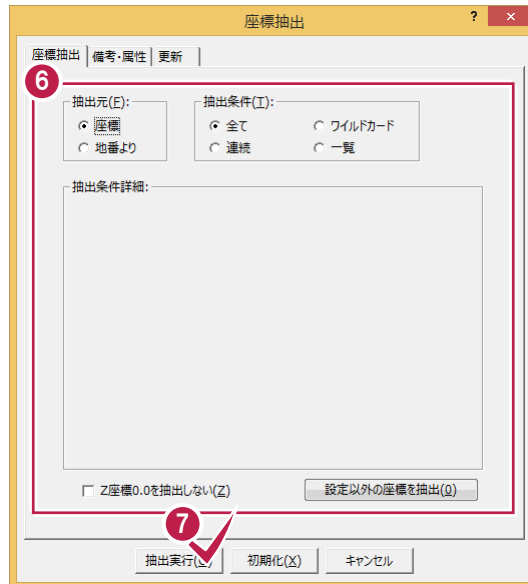 座標抽出
?
×
座標抽出 備考・属性 更新
6
抽出元(F): 抽出条件(T):
座標 全て ワイルドカード
地番より 連続 一覧
抽出条件詳細:
Z座標0.0を抽出しない(Z) 設定以外の座標を抽出(O)
7
抽出実行( 初期化(X) キャンセル